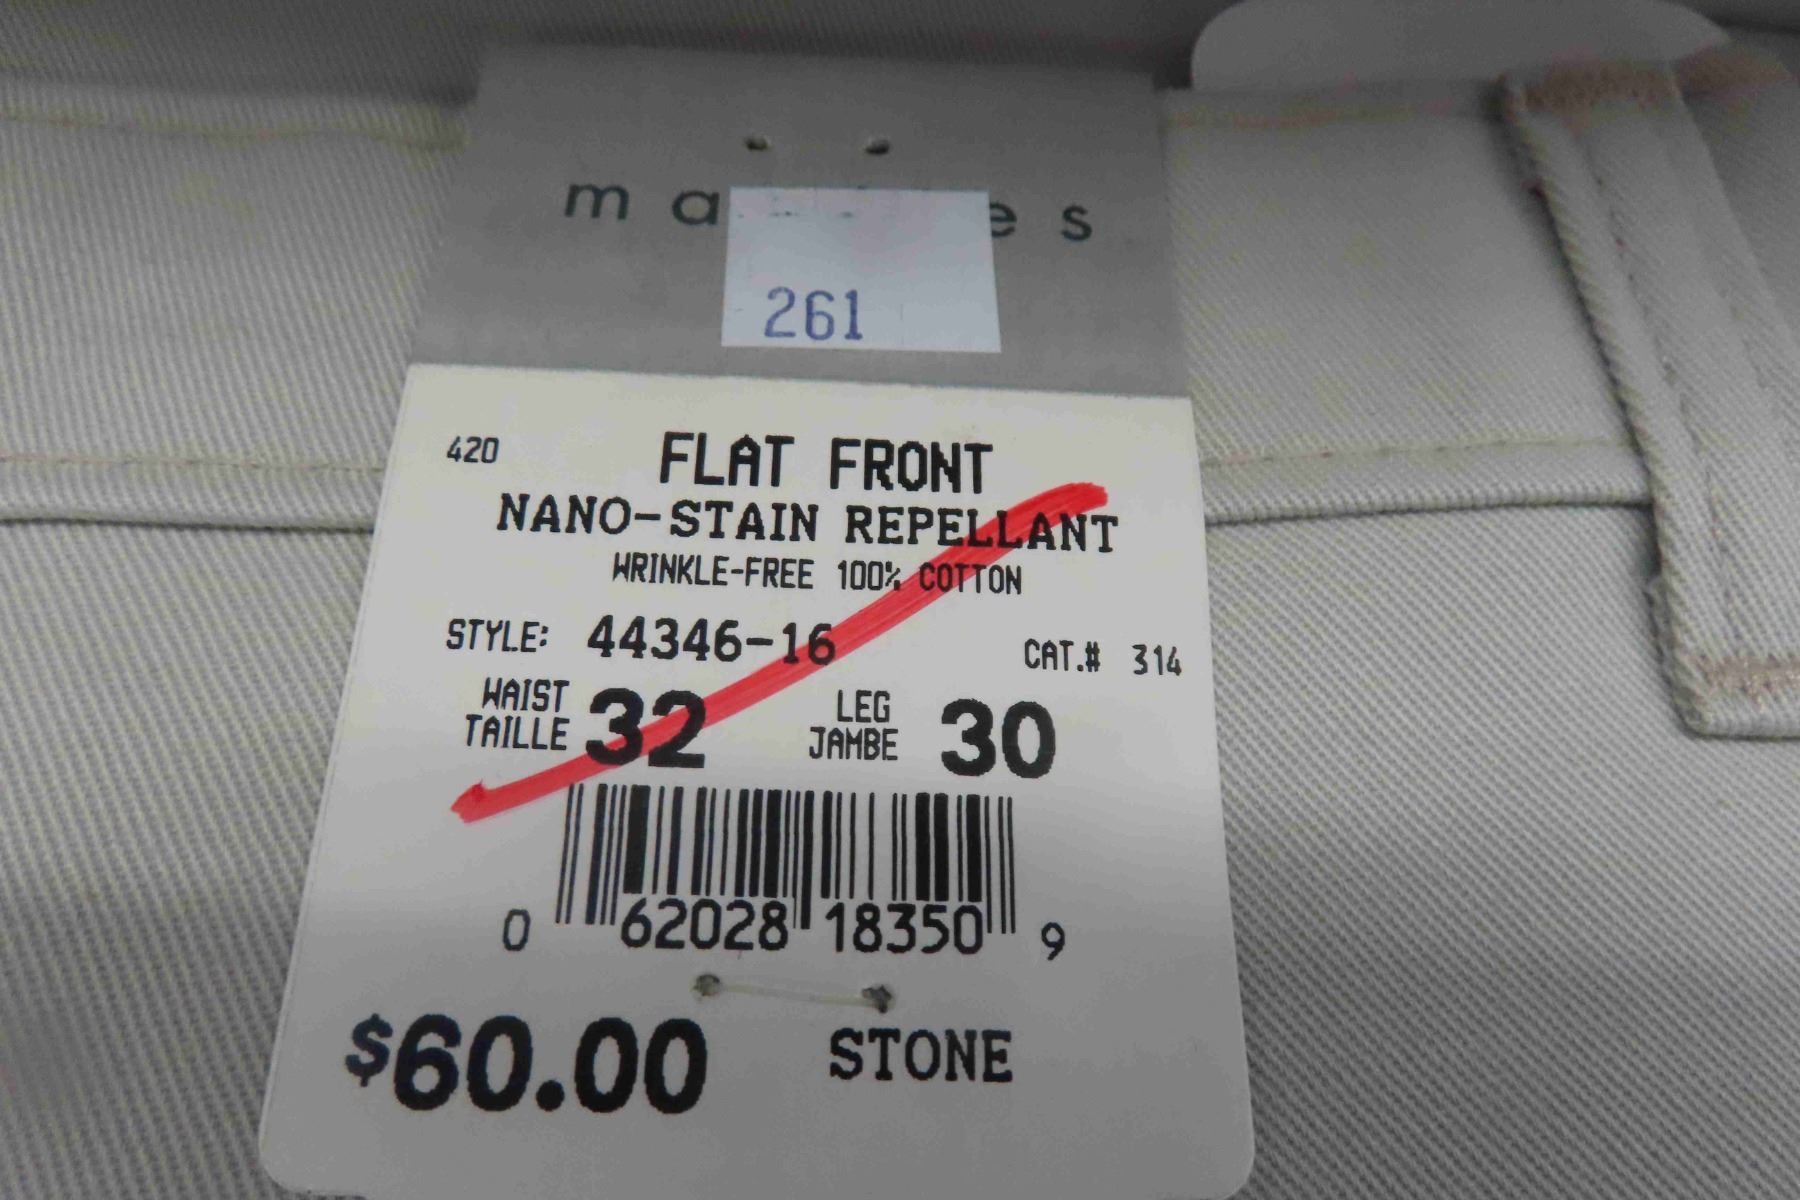 261
420
FLAT FRONT
NANO-STAIN REPELLANT
WRINKLE-FREE 100% COTTON
STYLE: 44346-16
CAT.# 314
WAIST
TAILLE 32
LEG
JAMBE 30
0 62028 18350 9
$60.00 STONE